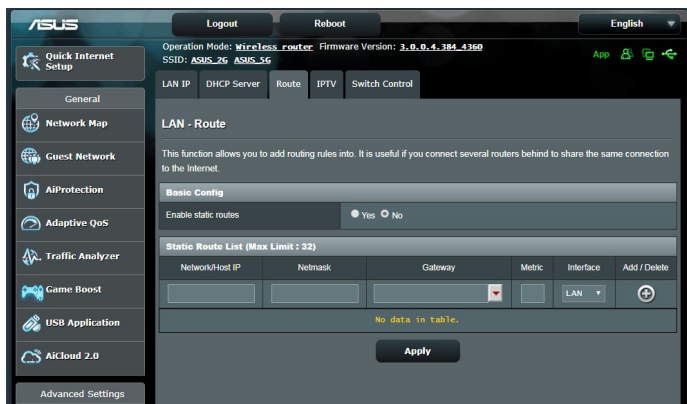 ASUS
Logout
Reboot
English
Quick Internet Setup
Operation Mode: Wireless router Firmware Version: 3.0.0.4.384_4360
SSID: ASUS_2G ASUS_5G
App
General
Network Map
Guest Network
AiProtection
Adaptive QoS
Traffic Analyzer
Game Boost
USB Application
AiCloud 2.0
Advanced Settings
LAN IP DHCP Server Route IPTV Switch Control
LAN - Route
This function allows you to add routing rules into. It is useful if you connect several routers behind to share the same connection
to the Internet.
Basic Config
Enable static routes Yes No
Static Route List (Max Limit : 32)
Network/Host IP Netmask Gateway Metric Interface Add / Delete
LAN
No data in table.
Apply